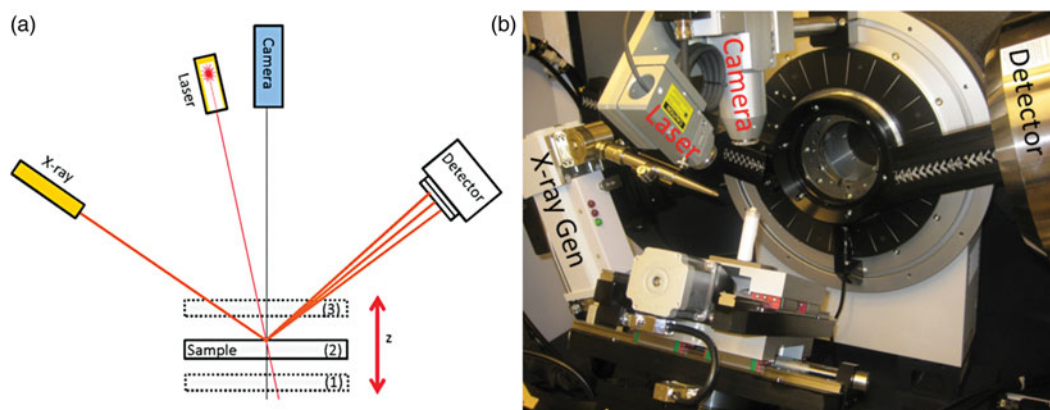 (a)
Camera
Laser
X-ray
Detector
(3)
Sample (2)
(1)
z
(b)
Camera
Laser
Detector
X-ray Gen